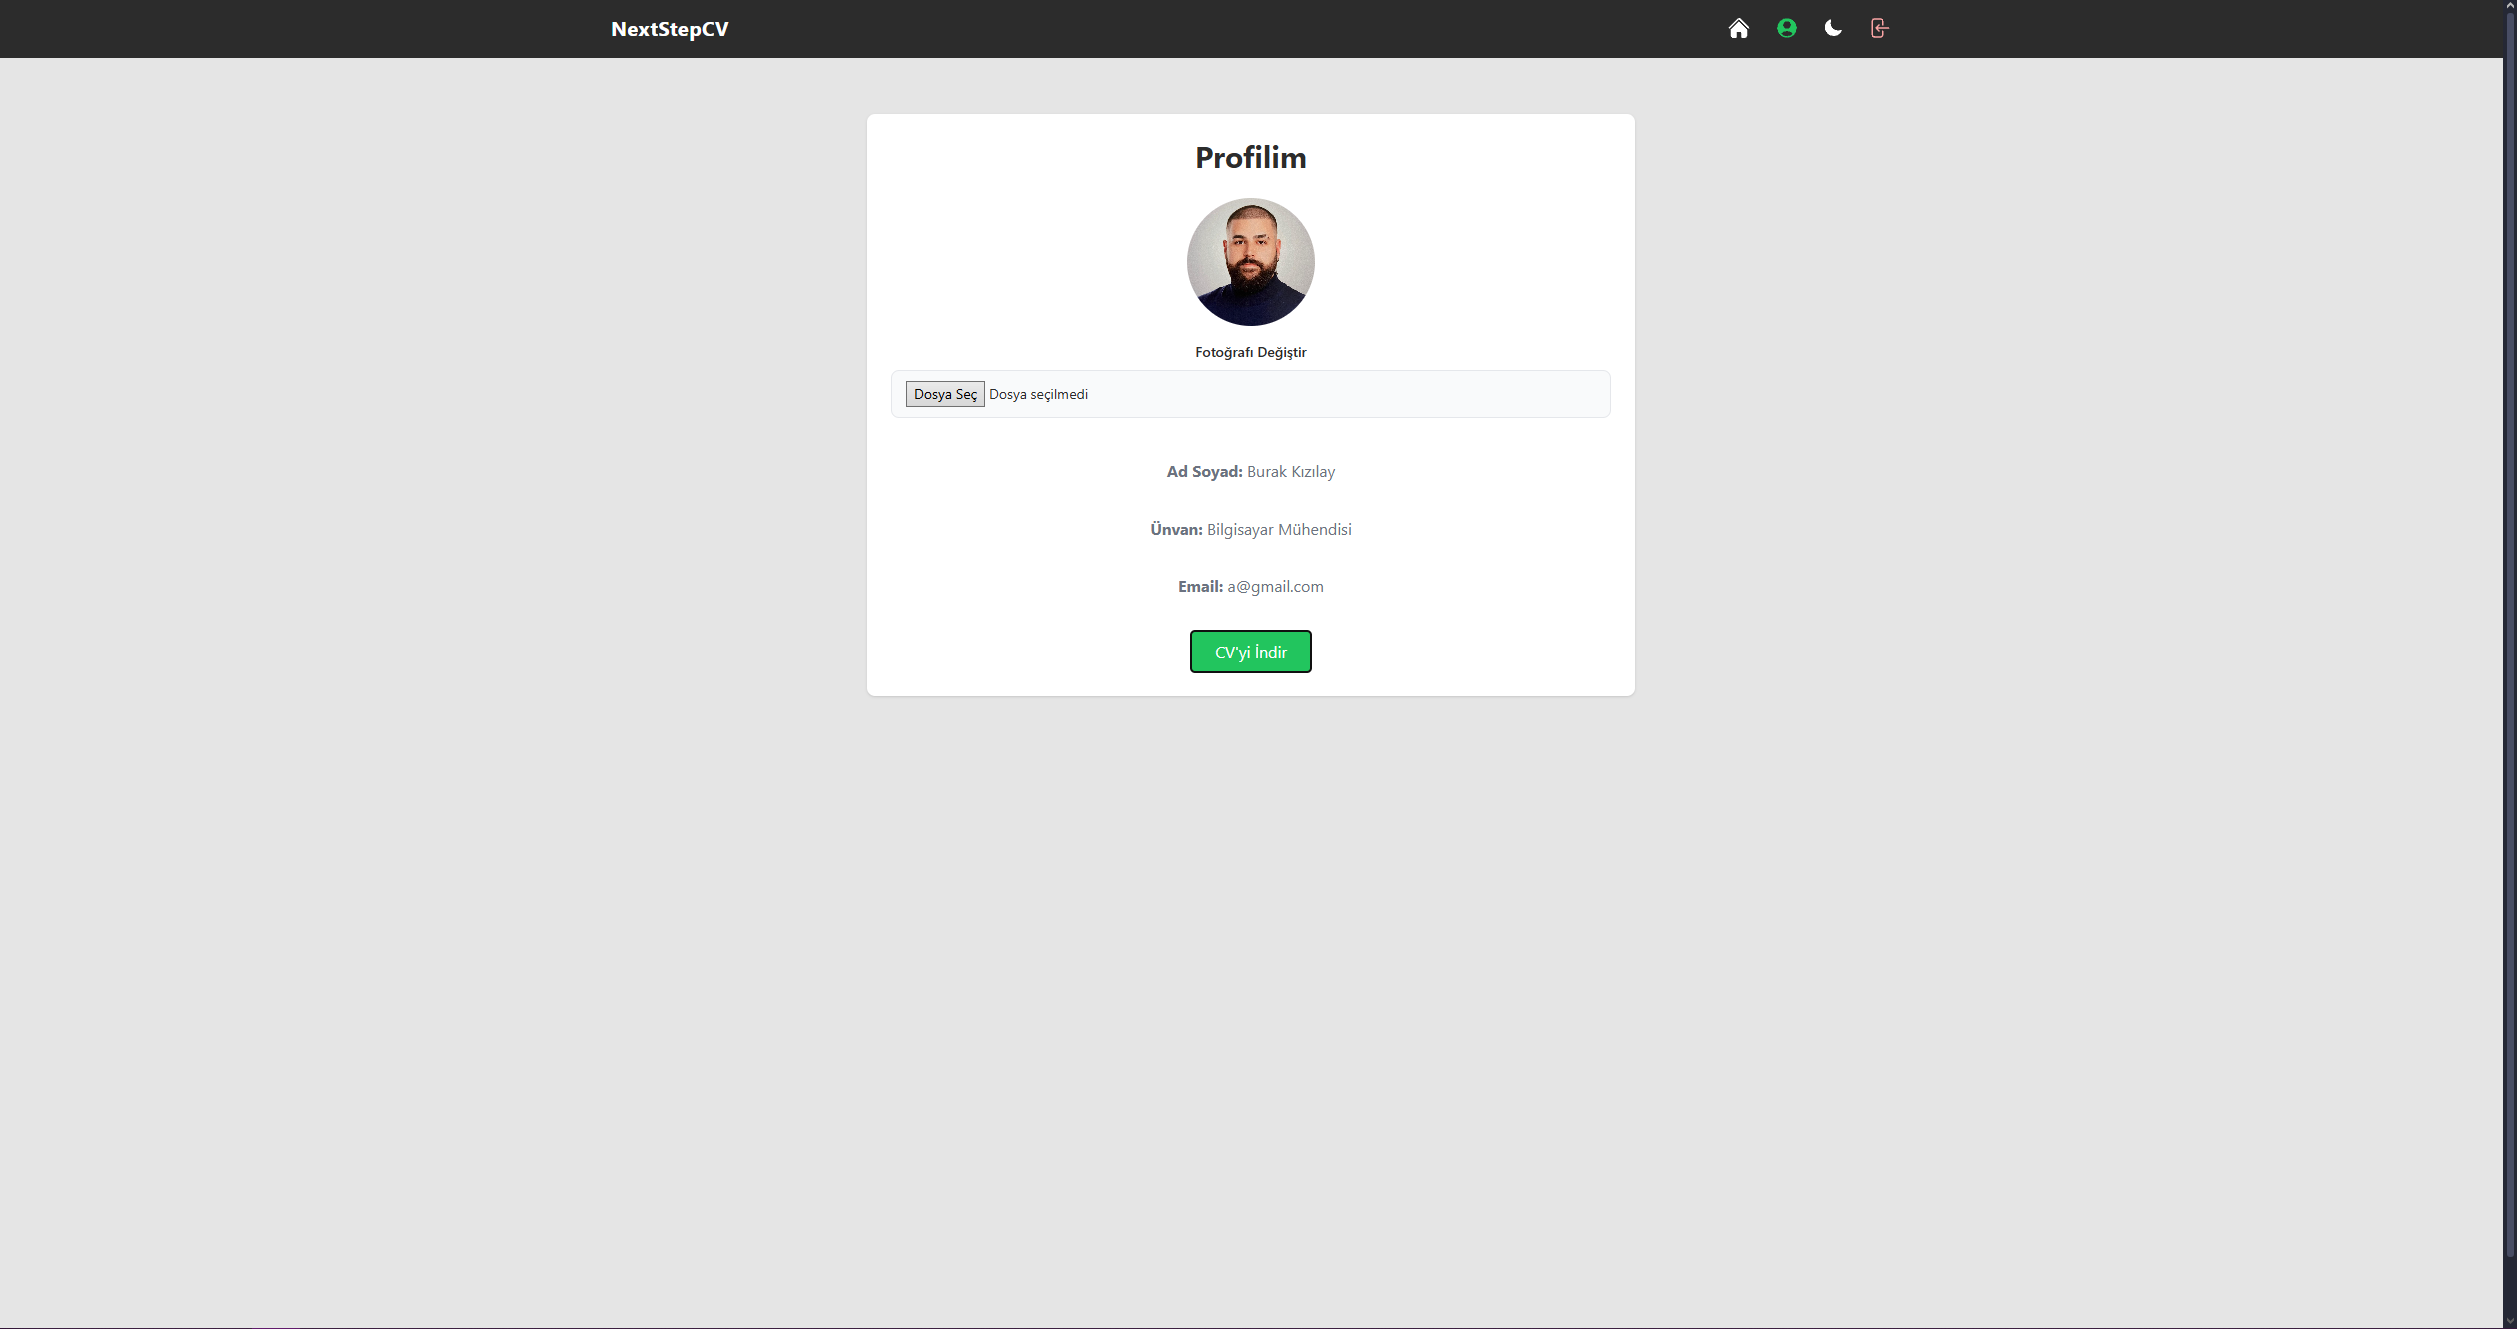 NextStepCV
Profilim
Fotoğrafı Değiştir
Dosya Seç Dosya seçilmedi
Ad Soyad: Burak Kızılay
Ünvan: Bilgisayar Mühendisi
Email: a@gmail.com
CV'yi İndir